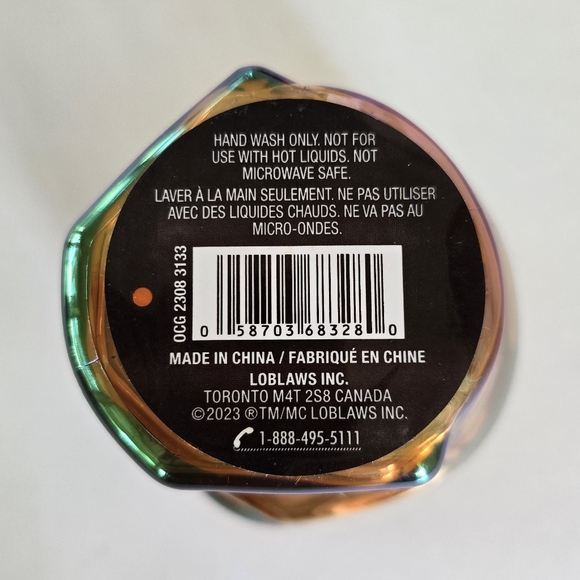 HAND WASH ONLY. NOT FOR
USE WITH HOT LIQUIDS. NOT
MICROWAVE SAFE.
LAVER À LA MAIN SEULEMENT. NE PAS UTILISER
AVEC DES LIQUIDES CHAUDS. NE VA PAS AU
MICRO-ONDES.
OCG 2308 3133
0 58703 68328 0
MADE IN CHINA / FABRIQUÉ EN CHINE
LOBLAWS INC.
TORONTO M4T 2S8 CANADA
©2023 ®TM/MC LOBLAWS INC.
1-888-495-5111